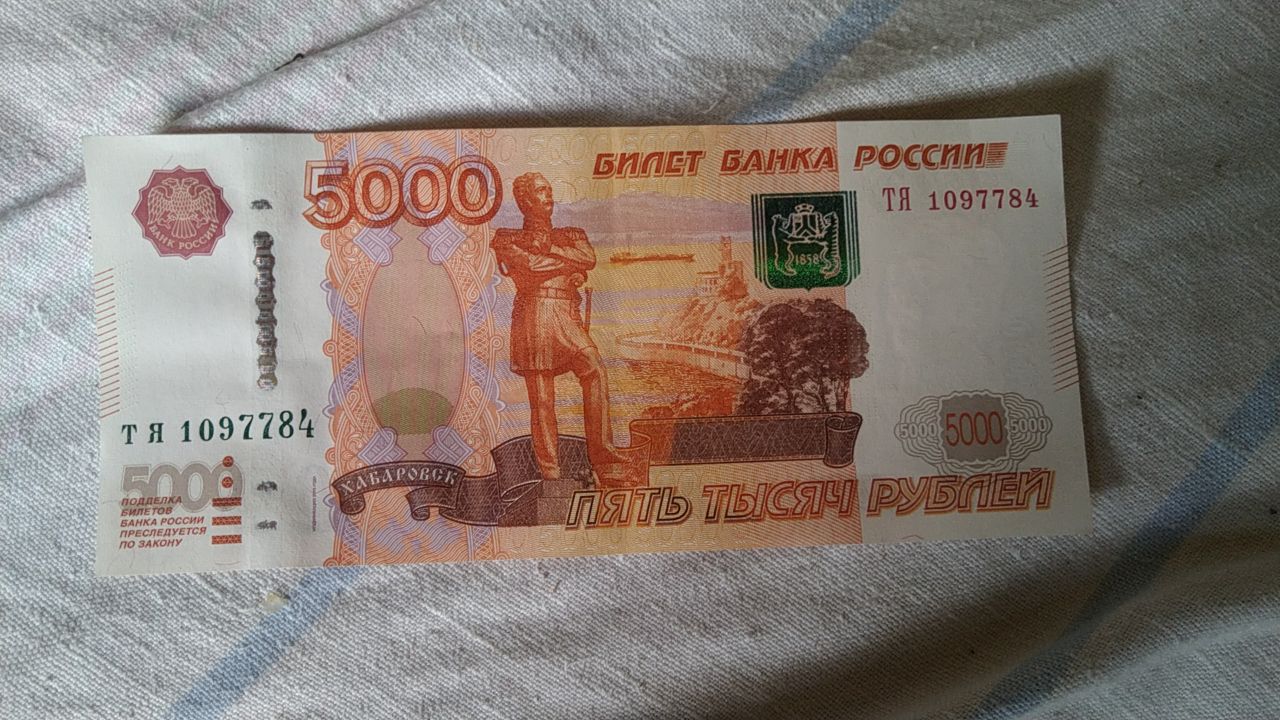 5000
БИЛЕТ БАНКА РОССИИ
ТЯ 1097784
БАНК РОССИИ
1858
ТЯ 1097784
5000
ПОДДЕЛКА
БИЛЕТОВ
БАНКА РОССИИ
ПРЕСЛЕДУЕТСЯ
ПО ЗАКОНУ
ХАБАРОВСК
5000 5000 5000
ПЯТЬ ТЫСЯЧ РУБЛЕЙ